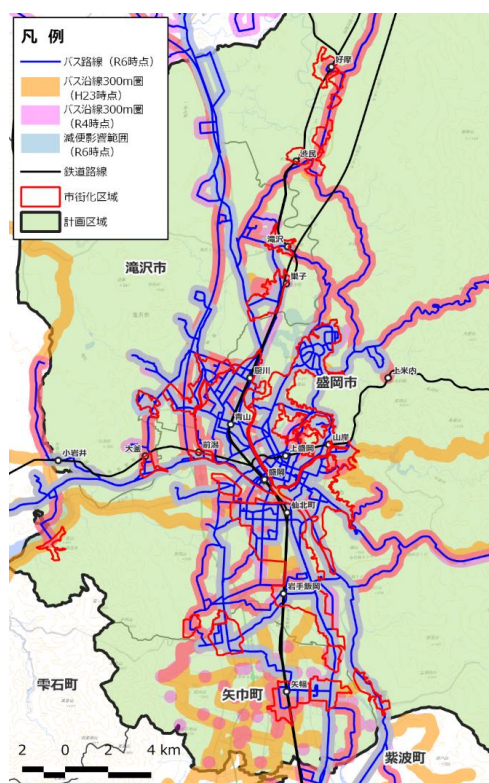 凡 例
バス路線（R6時点）
バス沿線300m圏
（H23時点）
バス沿線300m圏
（R4時点）
減便影響範囲
（R6時点）
鉄道路線
市街化区域
計画区域
好摩
渋民
滝沢
巣子
滝沢市
厨川
盛岡市
上米内
青山
山岸
上盛岡
大釜
前潟
小岩井
盛岡
仙北町
岩手飯岡
雫石町
矢巾町
矢幅
紫波町
2 0 2 4 km